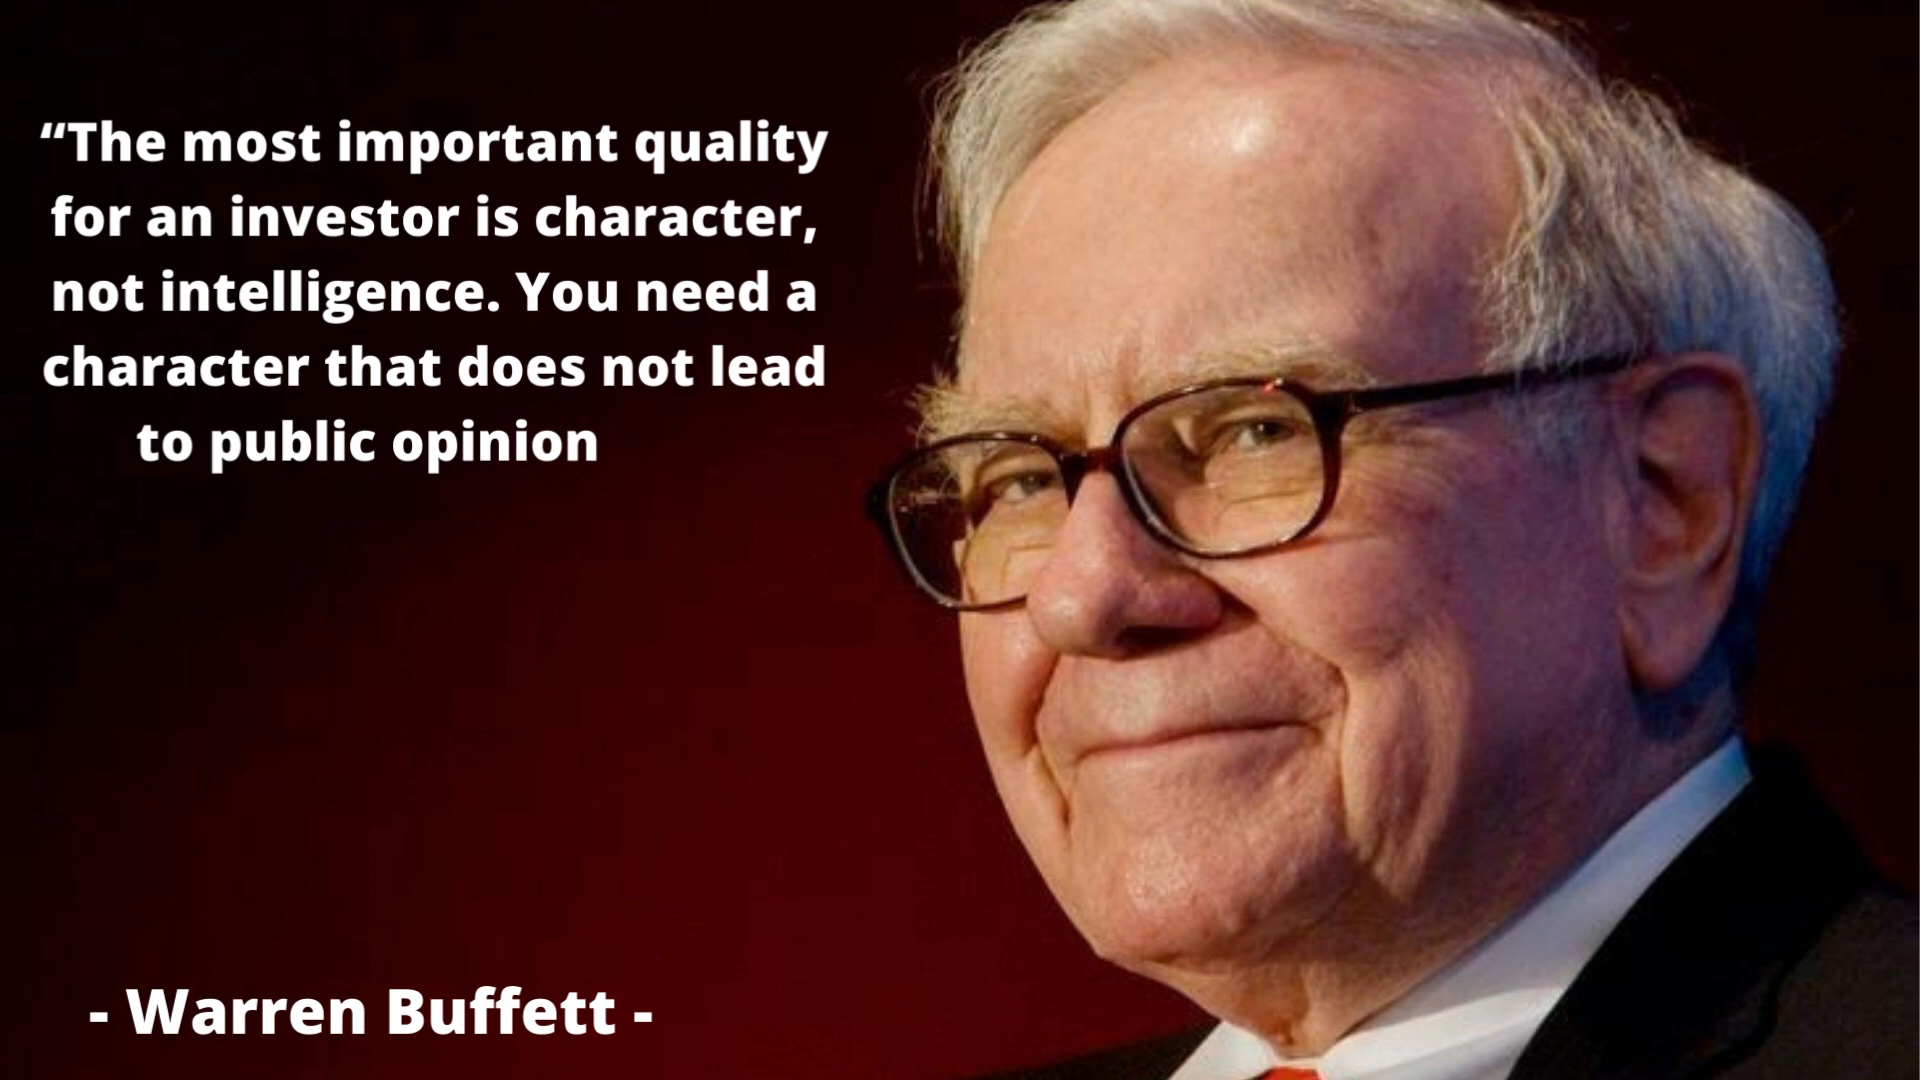 “The most important quality
for an investor is character,
not intelligence. You need a
character that does not lead
to public opinion
- Warren Buffett -